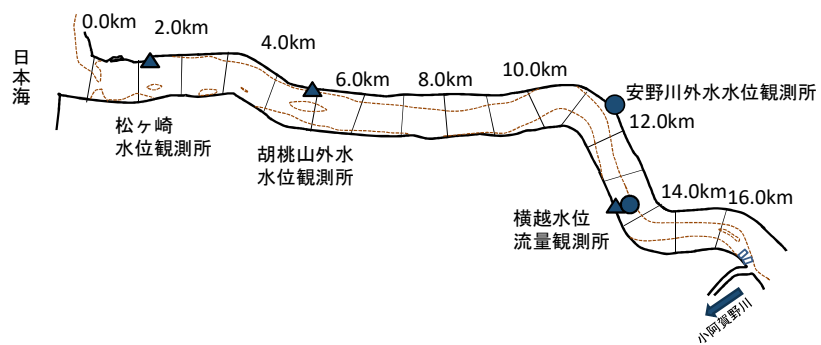 0.0km
2.0km
4.0km
6.0km
8.0km
10.0km
12.0km
14.0km
16.0km
日本海
松ヶ崎
水位観測所
胡桃山外水
水位観測所
安野川外水水位観測所
横越水位
流量観測所
小阿賀野川